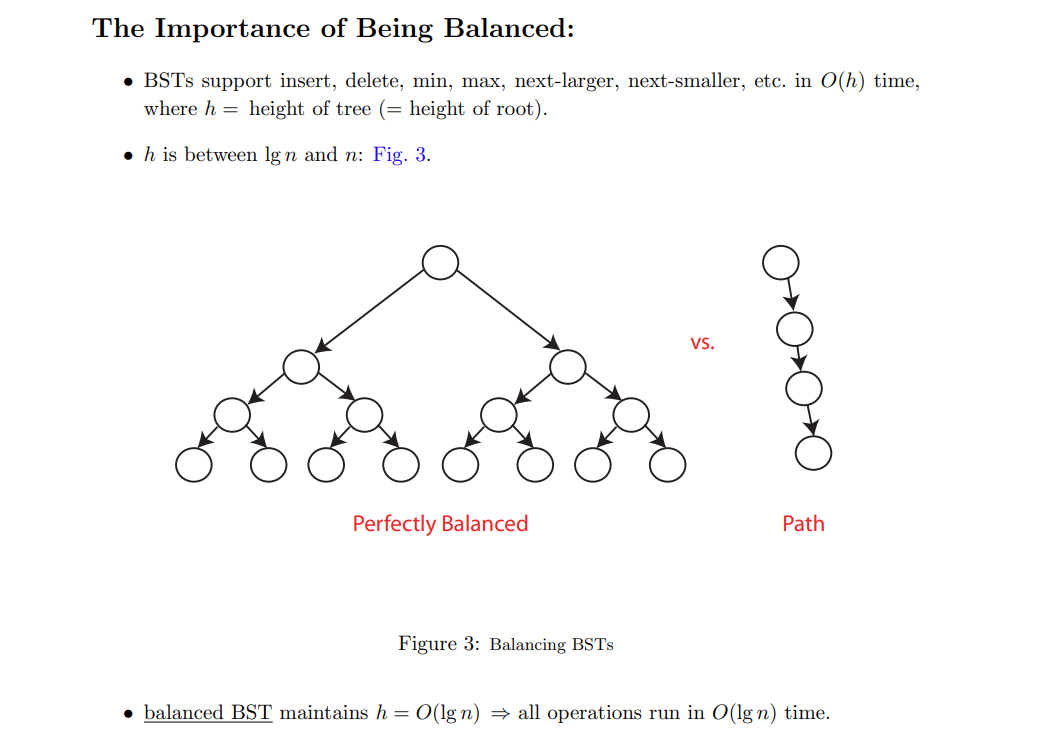 The Importance of Being Balanced:
• BSTs support insert, delete, min, max, next-larger, next-smaller, etc. in O(h) time,
where h = height of tree (= height of root).
• h is between lg n and n: Fig. 3.
vs.
Perfectly Balanced
Path
Figure 3: Balancing BSTs
• balanced BST maintains h = O(lg n) ⇒ all operations run in O(lg n) time.